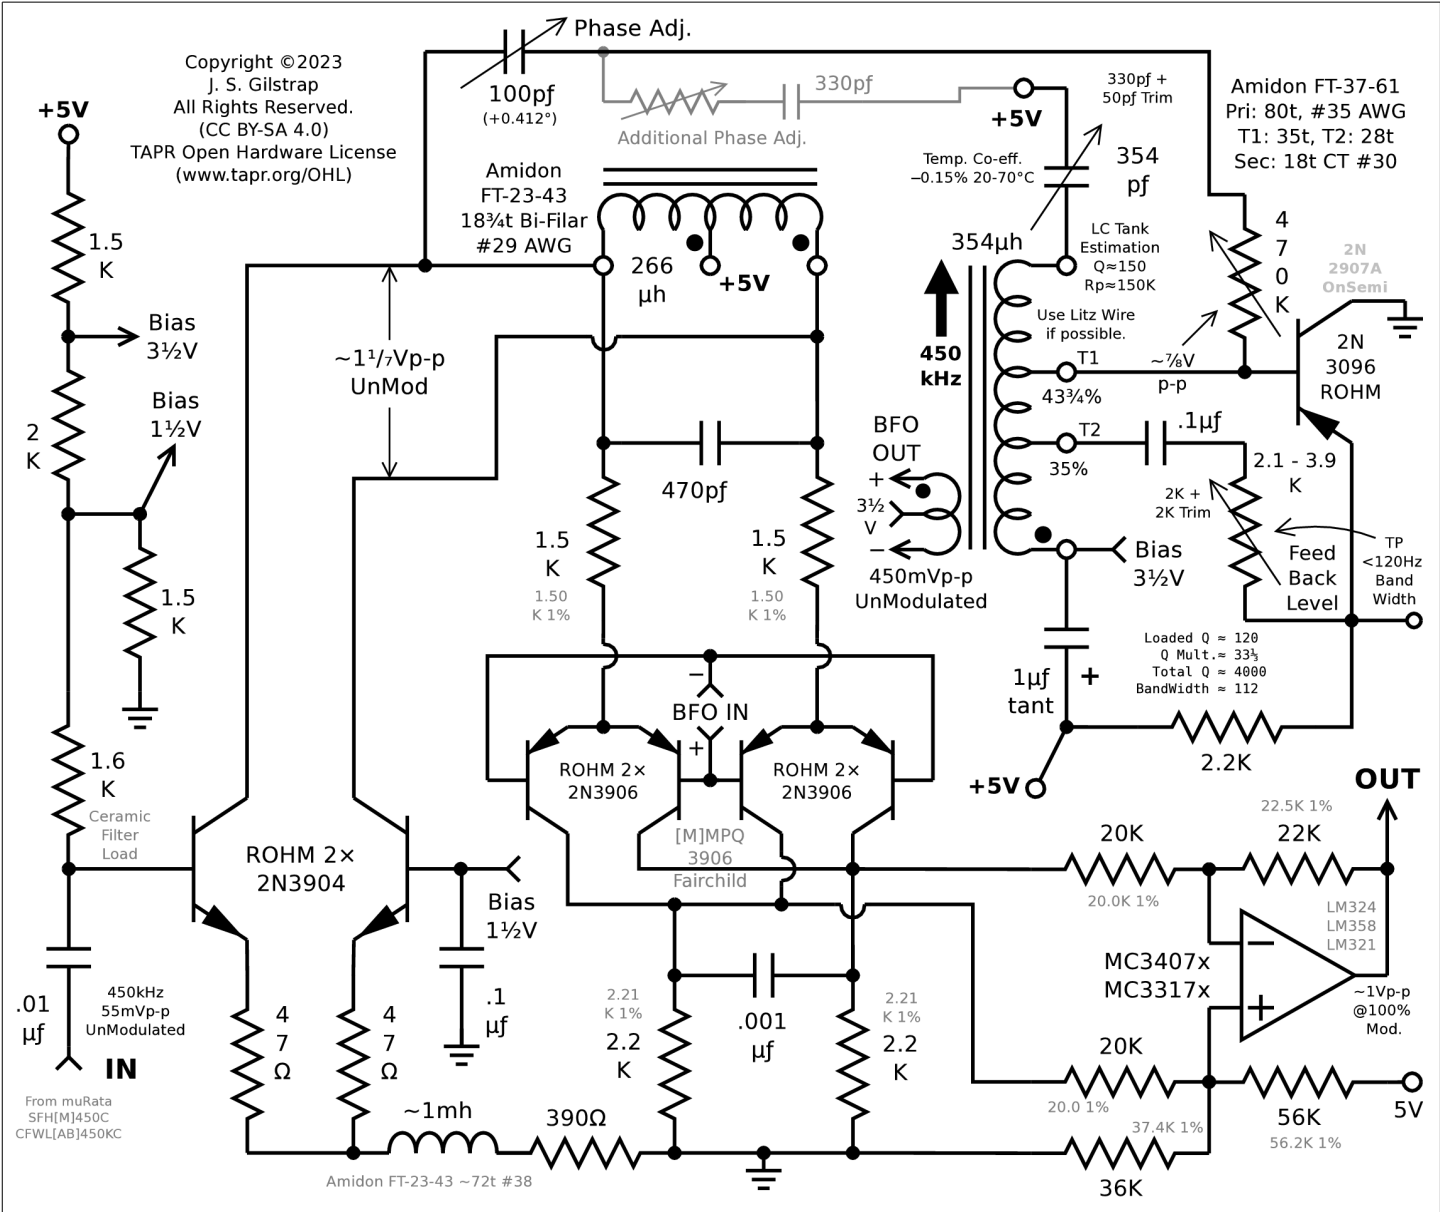 Copyright ©2023
J. S. Gilstrap
All Rights Reserved.
(CC BY-SA 4.0)
TAPR Open Hardware License
(www.tapr.org/OHL)
+5V
1.5
K
Bias
3½V
2
K
Bias
1½V
1.5
K
1.6
K
Ceramic
Filter
Load
.01
µƒ
450kHz
55mVp-p
UnModulated
IN
From muRata
SFH[M]450C
CFWL[AB]450KC
ROHM 2×
2N3904
4
7
Ω
4
7
Ω
Bias
1½V
.1
µƒ
~1mh
Amidon FT-23-43 ~72t #38
390Ω
~1¹/₇Vp-p
UnMod
Phase Adj.
100pƒ
(+0.412°)
330pƒ
Additional Phase Adj.
Amidon
FT-23-43
18¾t Bi-Filar
#29 AWG
266
µh
+5V
470pƒ
1.5
K
1.50
K 1%
1.5
K
1.50
K 1%
−
BFO IN
+
ROHM 2×
2N3906
ROHM 2×
2N3906
[M]MPQ
3906
Fairchild
2.21
K 1%
2.2
K
.001
µƒ
2.21
K 1%
2.2
K
+5V
330pƒ +
50pƒ Trim
Amidon FT-37-61
Pri: 80t, #35 AWG
T1: 35t, T2: 28t
Sec: 18t CT #30
Temp. Co-eff.
−0.15% 20-70°C
354
pƒ
354µh
LC Tank
Estimation
Q≈150
Rp≈150K
Use Litz Wire
if possible.
450
kHz
T1
43¾%
~⅞V
p-p
4
7
0
K
2N
2907A
OnSemi
2N
3096
ROHM
T2
35%
.1µƒ
BFO
OUT
+
3½
V
−
450mVp-p
UnModulated
2.1 - 3.9
K
2K +
2K Trim
Feed
Back
Level
TP
<120Hz
Band
Width
Bias
3½V
1µƒ
tant
+
Loaded Q ≈ 120
Q Mult.≈ 33⅓
Total Q ≈ 4000
BandWidth ≈ 112
2.2K
+5V
OUT
20K
20.0K 1%
22.5K 1%
22K
LM324
LM358
LM321
MC3407x
MC3317x
−
+
~1Vp-p
@100%
Mod.
20K
20.0 1%
56K
56.2K 1%
5V
37.4K 1%
36K